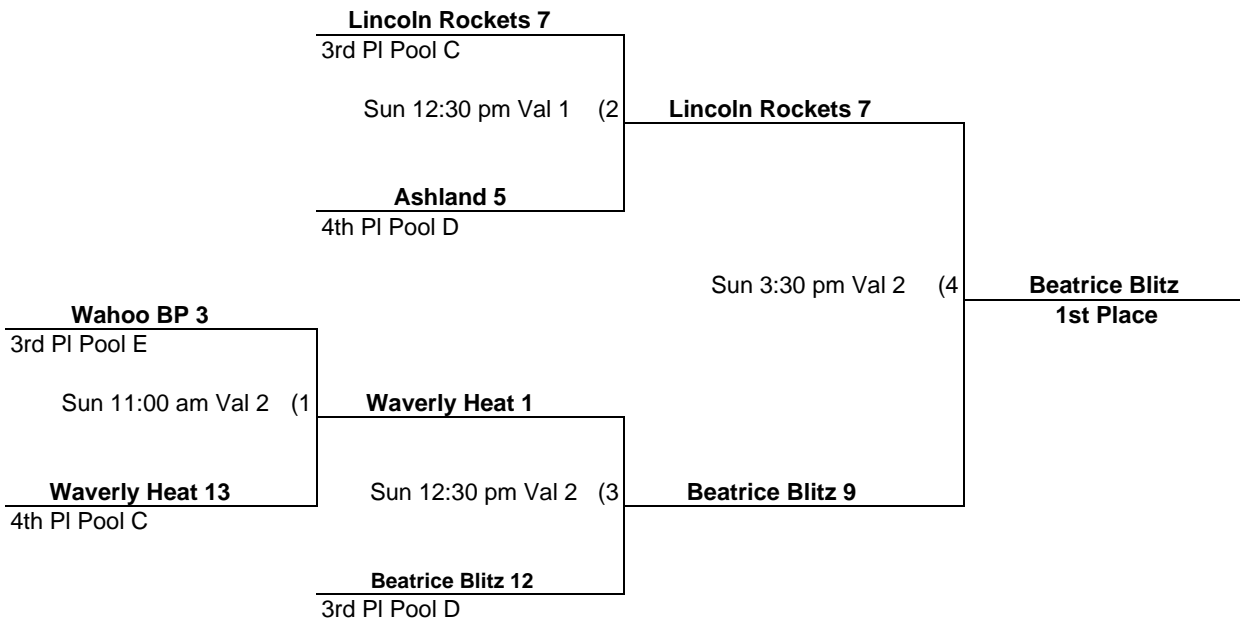 Lincoln Rockets 7
3rd Pl Pool C
Sun 12:30 pm Val 1 (2
Lincoln Rockets 7
Ashland 5
4th Pl Pool D
Sun 3:30 pm Val 2 (4
Beatrice Blitz
1st Place
Wahoo BP 3
3rd Pl Pool E
Sun 11:00 am Val 2 (1
Waverly Heat 1
Waverly Heat 13
4th Pl Pool C
Sun 12:30 pm Val 2 (3
Beatrice Blitz 9
Beatrice Blitz 12
3rd Pl Pool D